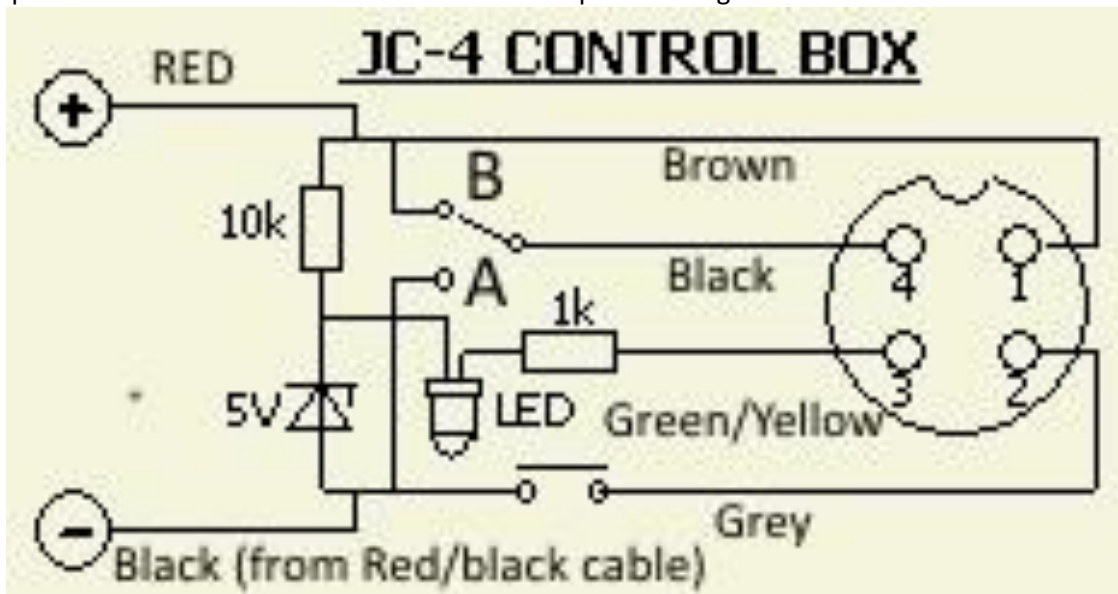 JC-4 CONTROL BOX
RED
+
Brown
B
10k
4
1
Black
A
1k
3
2
5V
LED
Green/Yellow
Grey
-
Black (from Red/black cable)